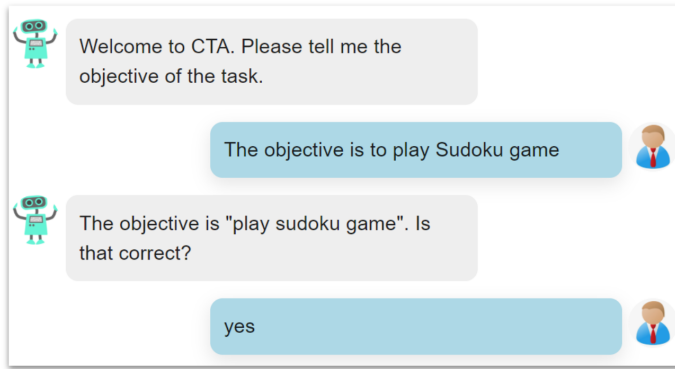 Welcome to CTA. Please tell me the
objective of the task.
The objective is to play Sudoku game
The objective is "play sudoku game". Is
that correct?
yes